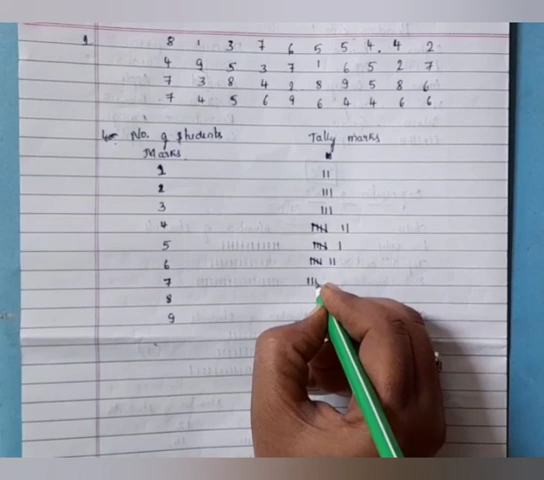 1 8 1 3 7 6 5 5 4 4 2
4 9 5 3 7 1 6 5 2 7
7 3 8 4 2 8 9 5 8 6
7 4 5 6 9 6 4 4 6 6
No. of students Tally marks
Marks
1 ||
2 |||
3 |||
4 𝍸 ||
5 𝍸 |
6 𝍸 ||
7 |||
8
9